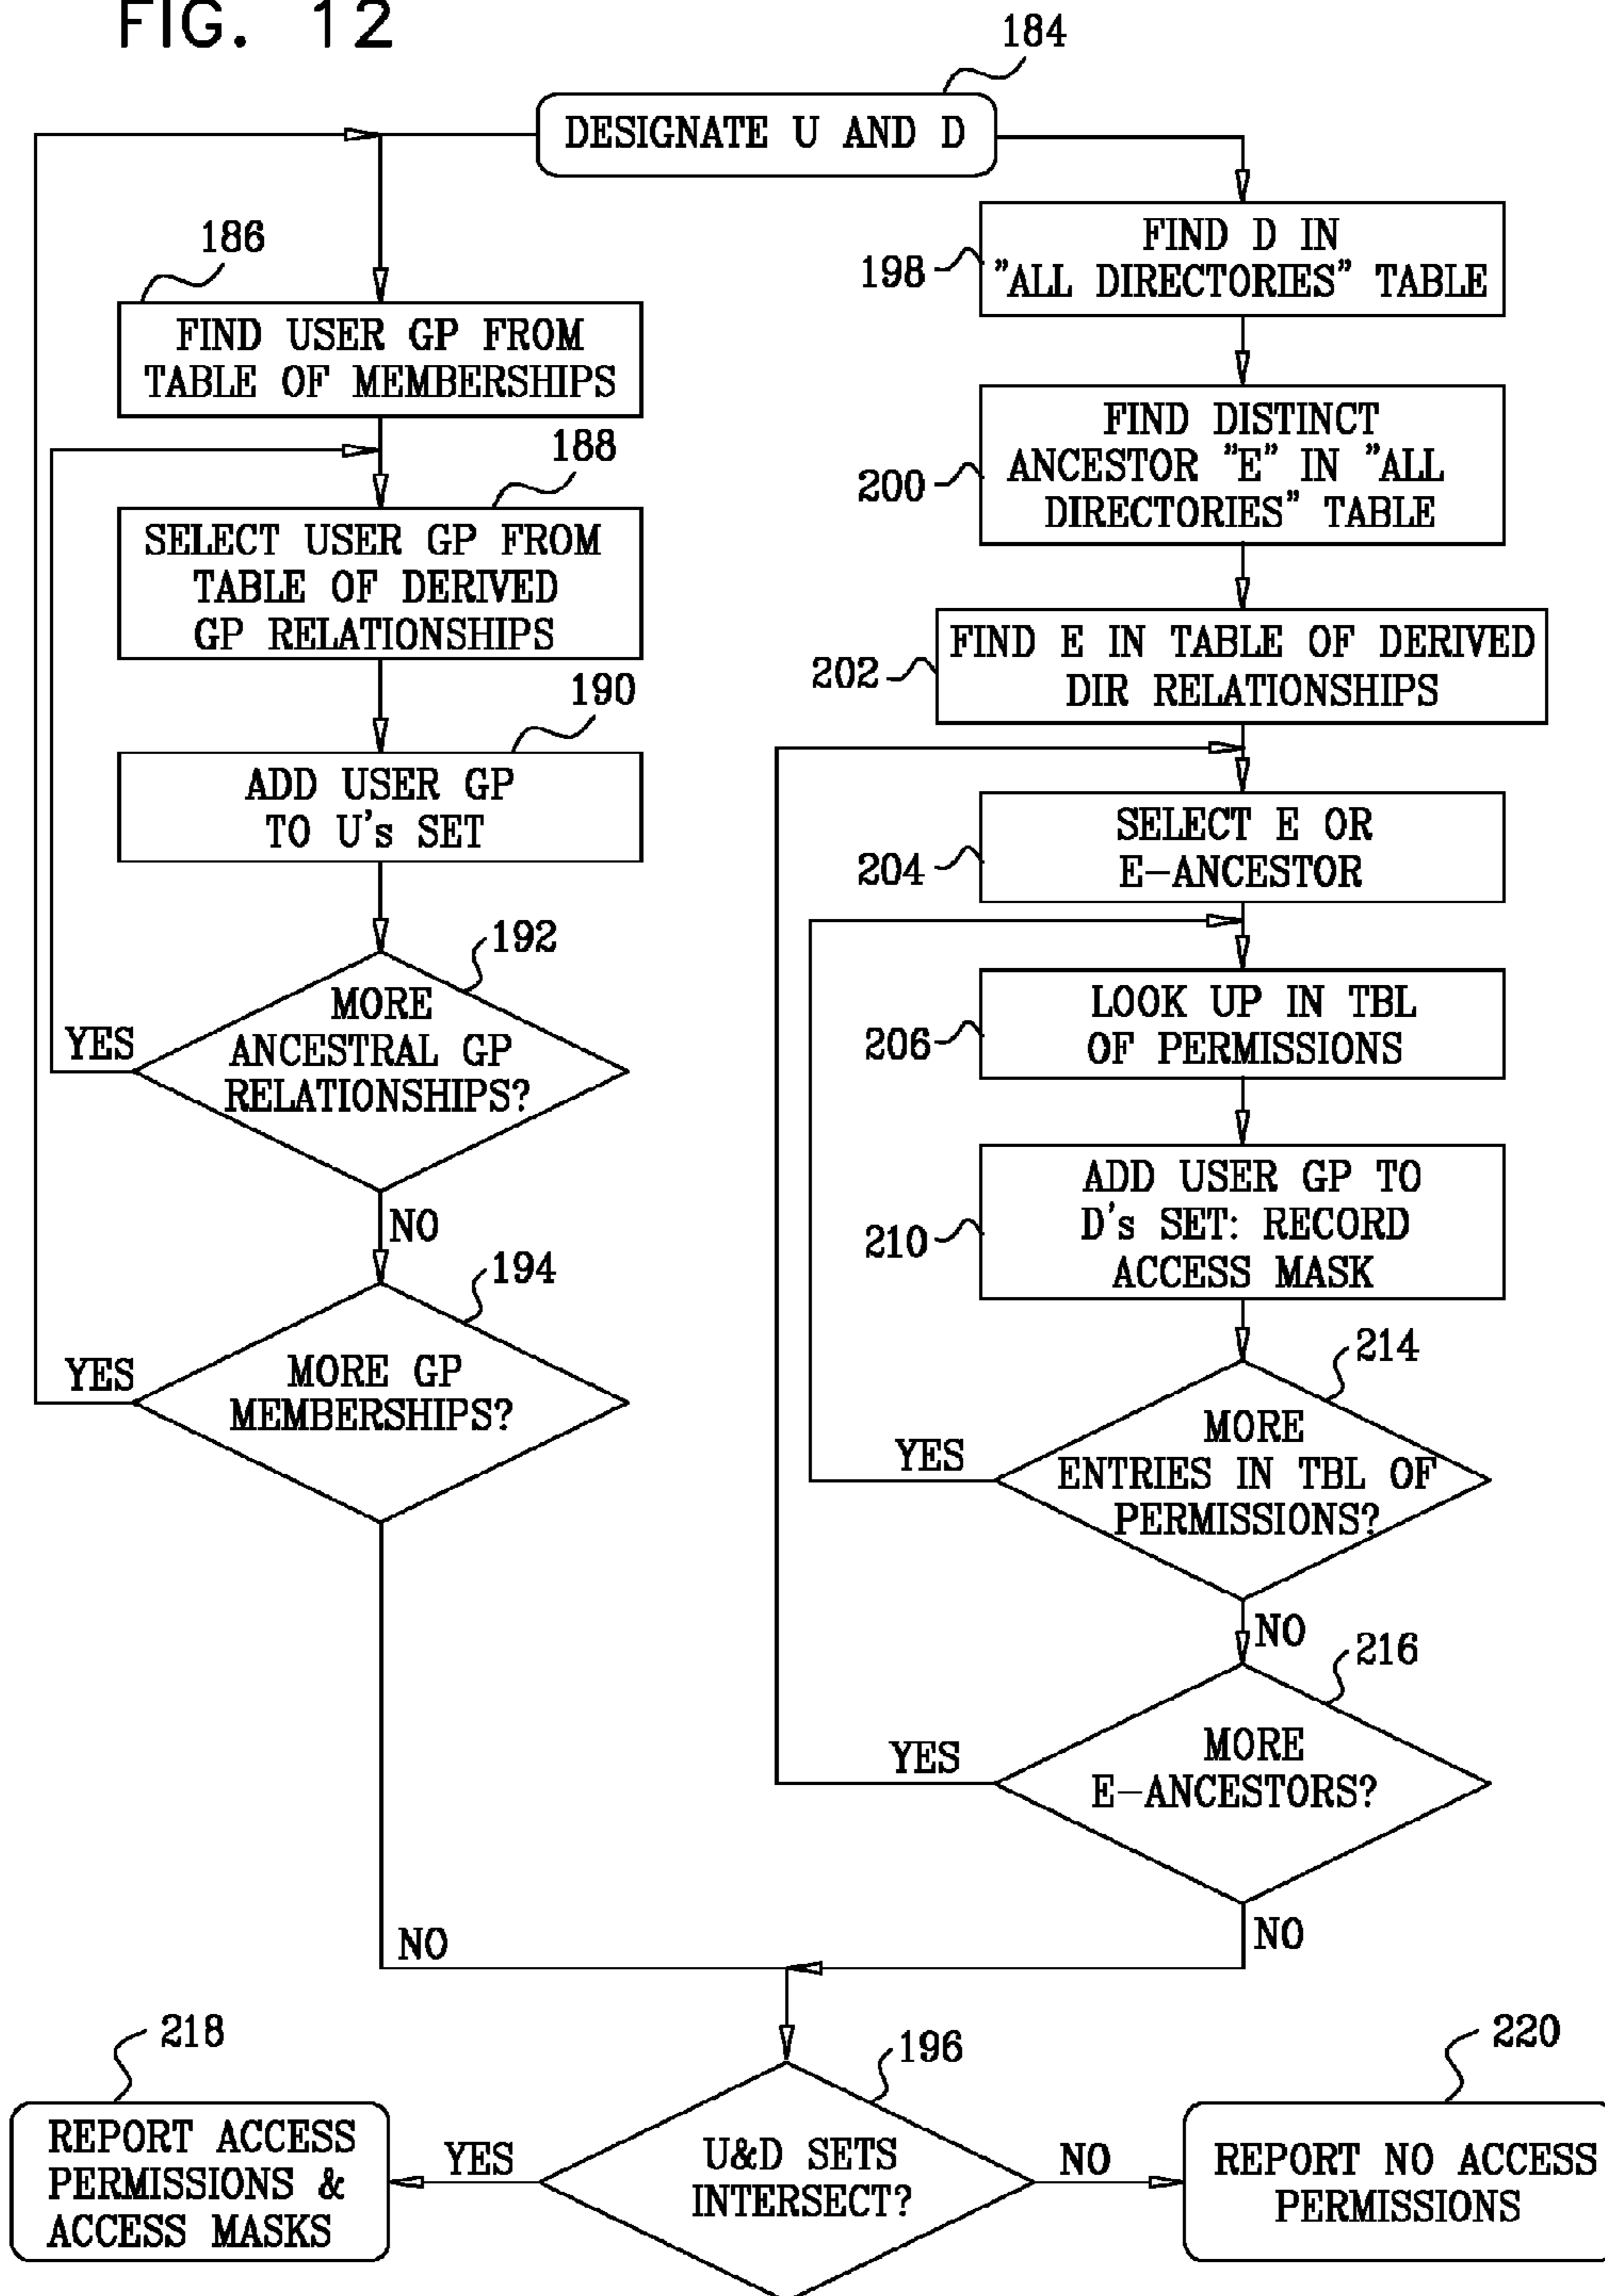 FIG. 12
184
DESIGNATE U AND D
186
FIND USER GP FROM
TABLE OF MEMBERSHIPS
188
SELECT USER GP FROM
TABLE OF DERIVED
GP RELATIONSHIPS
190
ADD USER GP
TO U's SET
192
MORE
ANCESTRAL GP
RELATIONSHIPS?
YES
NO
194
MORE GP
MEMBERSHIPS?
YES
NO
198
FIND D IN
"ALL DIRECTORIES" TABLE
200
FIND DISTINCT
ANCESTOR "E" IN "ALL
DIRECTORIES" TABLE
202
FIND E IN TABLE OF DERIVED
DIR RELATIONSHIPS
204
SELECT E OR
E-ANCESTOR
206
LOOK UP IN TBL
OF PERMISSIONS
210
ADD USER GP TO
D's SET: RECORD
ACCESS MASK
214
MORE
ENTRIES IN TBL OF
PERMISSIONS?
YES
NO
216
MORE
E-ANCESTORS?
YES
NO
196
U&D SETS
INTERSECT?
YES
NO
218
REPORT ACCESS
PERMISSIONS &
ACCESS MASKS
220
REPORT NO ACCESS
PERMISSIONS